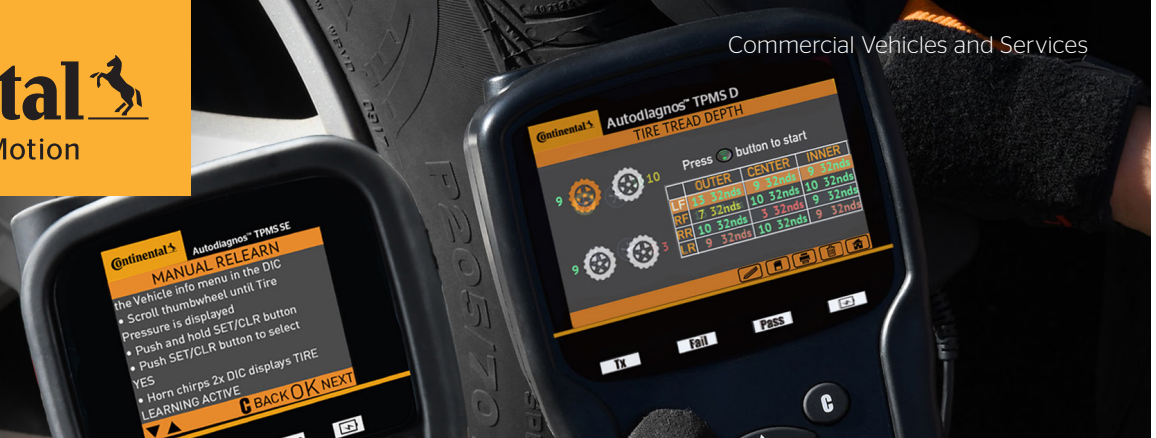 Commercial Vehicles and Services
tal
Motion
Continental
Autodiagnos™ TPMS SE
MANUAL RELEARN
the Vehicle info menu in the DIC
• Scroll thumbwheel until Tire
Pressure is displayed
• Push and hold SET/CLR button
• Push SET/CLR button to select
YES
• Horn chirps 2x DIC displays TIRE
LEARNING ACTIVE
C BACK OK NEXT
Continental
Autodiagnos™ TPMS D
TIRE TREAD DEPTH
Press button to start
9
10
9
3
OUTER CENTER INNER
LF 13 32nds 9 32nds 9 32nds
RF 7 32nds 10 32nds 10 32nds
RR 10 32nds 3 32nds 9 32nds
LR 9 32nds 10 32nds 9 32nds
Tx
Fail
Pass
C
P205/70